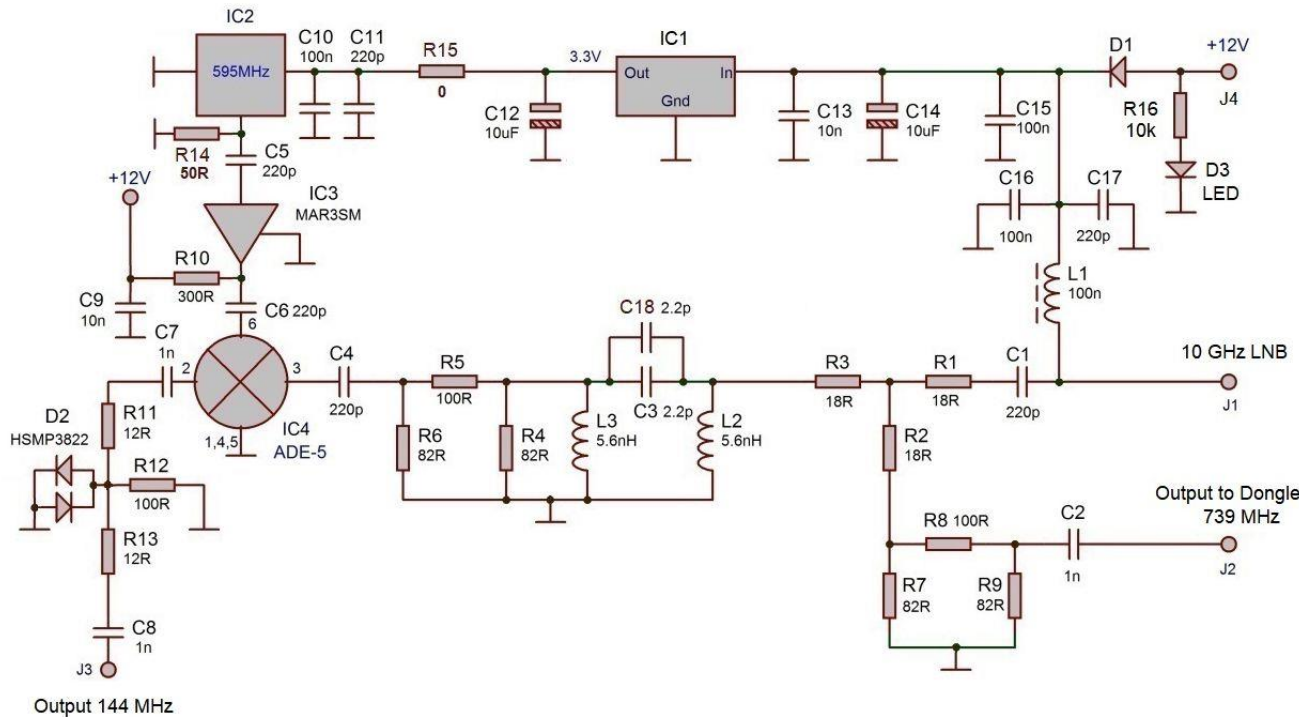 IC2
595MHz
C10
100n
C11
220p
R15
0
3.3V
IC1
Out
In
Gnd
D1
+12V
J4
C12
10uF
C13
10n
C14
10uF
C15
100n
R16
10k
D3
LED
R14
50R
C5
220p
IC3
MAR3SM
+12V
C16
100n
C17
220p
R10
300R
L1
100n
C9
10n
C6 220p
6
C7
1n
2
3
1,4,5
IC4
ADE-5
C4
220p
R5
100R
C18 2.2p
C3 2.2p
R3
18R
R1
18R
C1
220p
10 GHz LNB
J1
D2
HSMP3822
R11
12R
R12
100R
R13
12R
R6
82R
R4
82R
L3
5.6nH
L2
5.6nH
R2
18R
Output to Dongle
739 MHz
R8 100R
C2
1n
J2
R7
82R
R9
82R
C8
1n
J3
Output 144 MHz